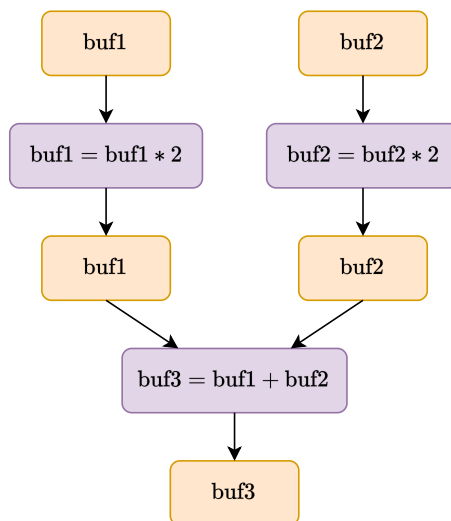 buf1
buf2
buf1 = buf1 ∗ 2
buf2 = buf2 ∗ 2
buf1
buf2
buf3 = buf1 + buf2
buf3